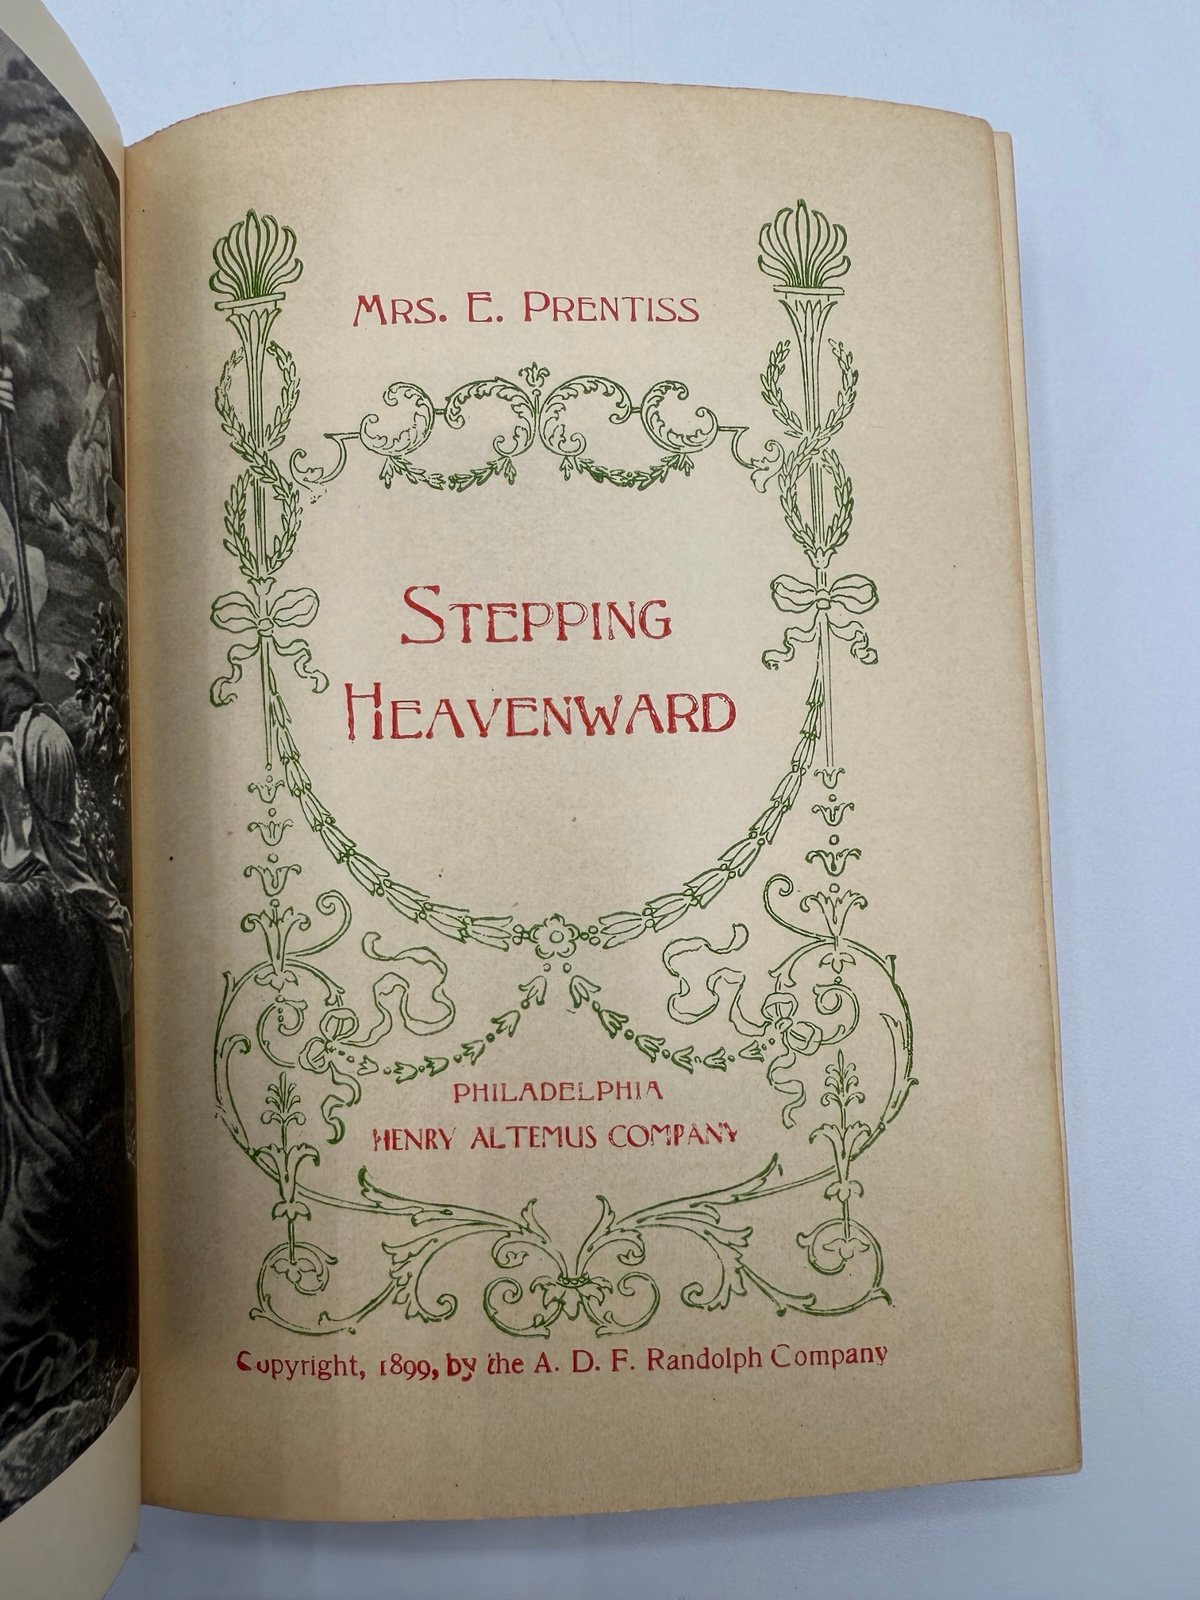 MRS. E. PRENTISS
STEPPING
HEAVENWARD
PHILADELPHIA
HENRY ALTEMUS COMPANY
Copyright, 1899, by the A. D. F. Randolph Company